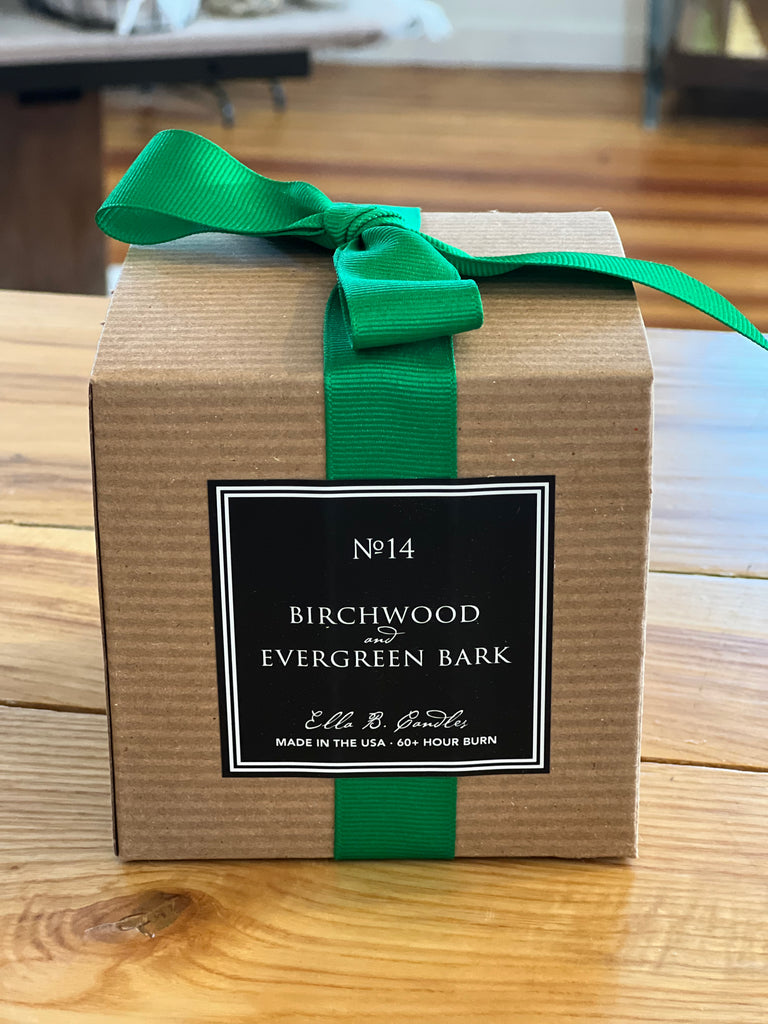 №14
BIRCHWOOD
and
EVERGREEN BARK
Ella B. Candles
MADE IN THE USA · 60+ HOUR BURN